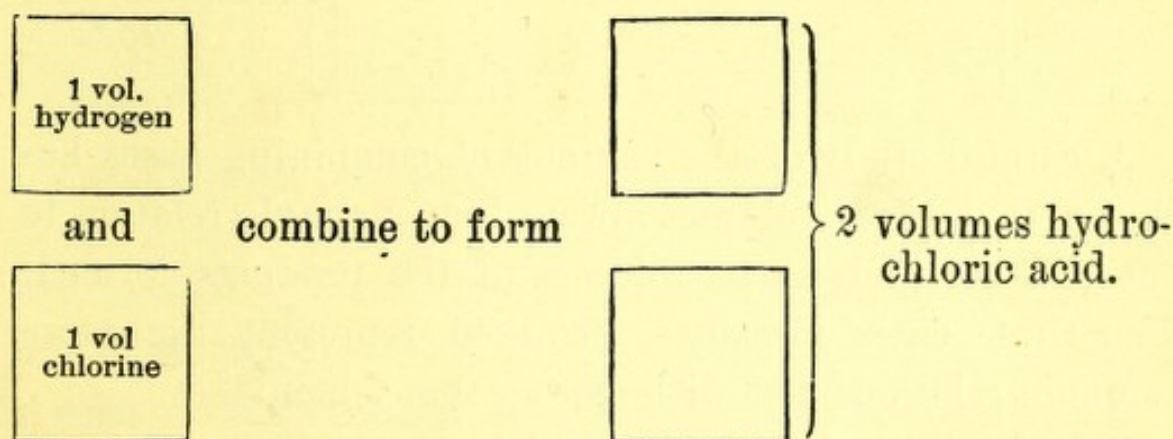 1 vol.
hydrogen
and
combine to form
1 vol
chlorine
2 volumes hydro-
chloric acid.